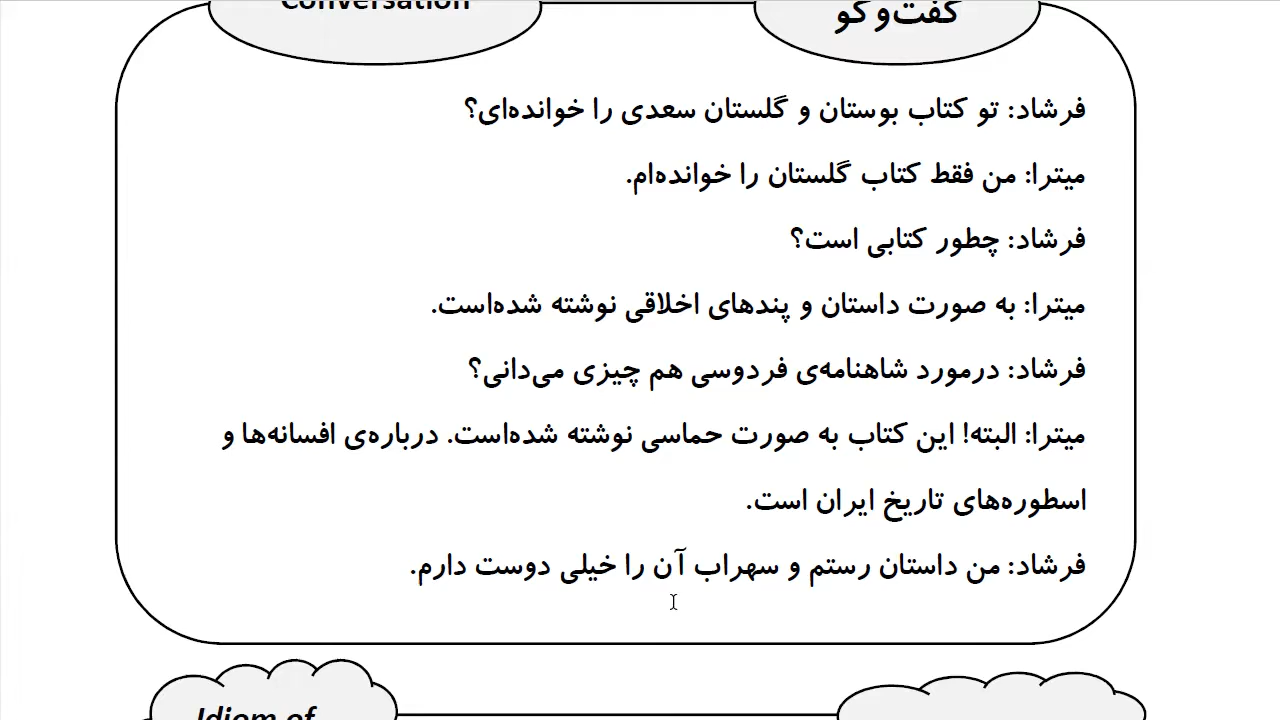 Conversation
گفت‌و‌گو
فرشاد: تو کتاب بوستان و گلستان سعدی را خوانده‌ای؟
میترا: من فقط کتاب گلستان را خوانده‌ام.
فرشاد: چطور کتابی است؟
میترا: به صورت داستان و پندهای اخلاقی نوشته شده‌است.
فرشاد: درمورد شاهنامه‌ی فردوسی هم چیزی می‌دانی؟
میترا: البته! این کتاب به صورت حماسی نوشته شده‌است. درباره‌ی افسانه‌ها و
اسطوره‌های تاریخ ایران است.
فرشاد: من داستان رستم و سهراب آن را خیلی دوست دارم.
Idiom of